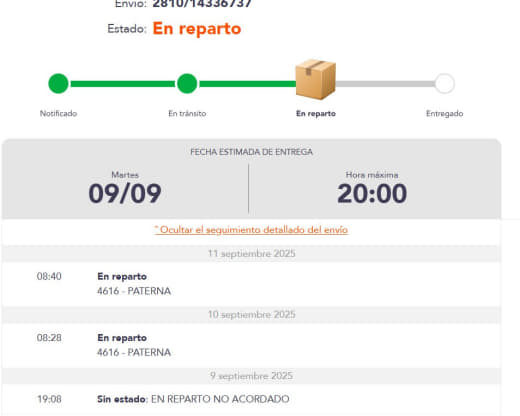 Envío: 2810/14336737
Estado: En reparto
Notificado En tránsito En reparto Entregado
FECHA ESTIMADA DE ENTREGA
Martes Hora máxima
09/09 20:00
ˆ Ocultar el seguimiento detallado del envío
11 septiembre 2025
08:40 En reparto
4616 - PATERNA
10 septiembre 2025
08:28 En reparto
4616 - PATERNA
9 septiembre 2025
19:08 Sin estado: EN REPARTO NO ACORDADO